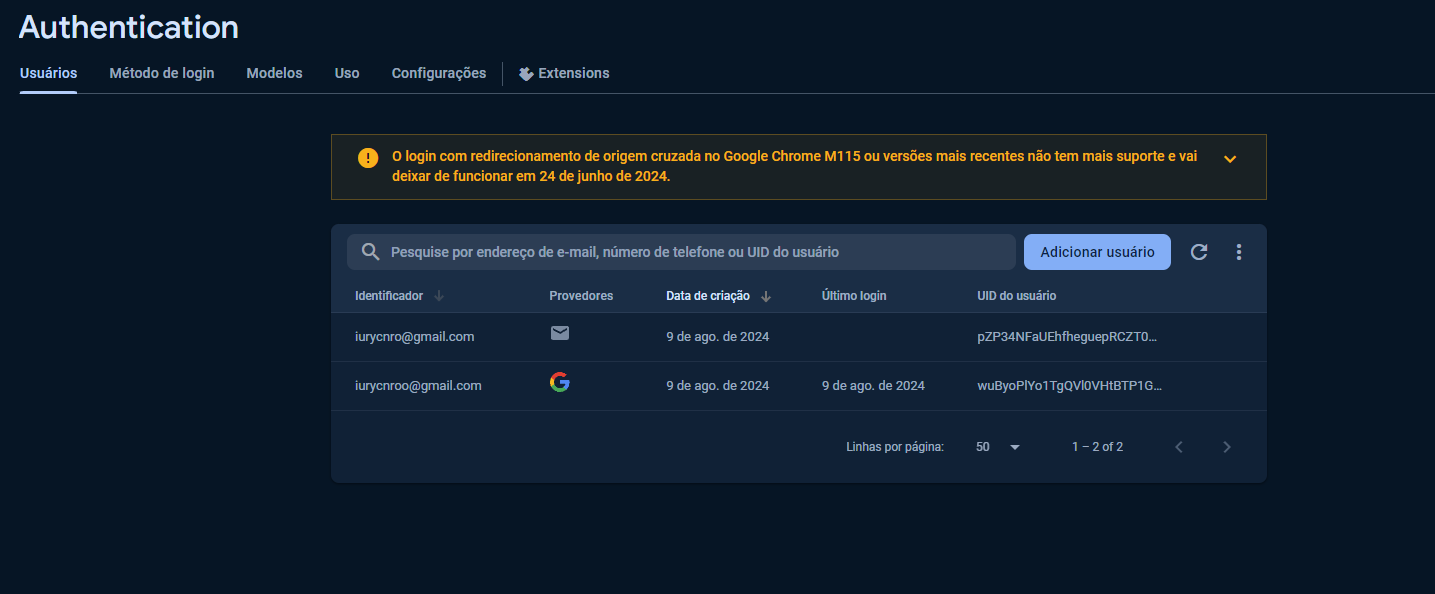 Authentication
Usuários Método de login Modelos Uso Configurações Extensions
O login com redirecionamento de origem cruzada no Google Chrome M115 ou versões mais recentes não tem mais suporte e vai
deixar de funcionar em 24 de junho de 2024.
Pesquise por endereço de e-mail, número de telefone ou UID do usuário Adicionar usuário
Identificador Provedores Data de criação Último login UID do usuário
iurycnro@gmail.com 9 de ago. de 2024 pZP34NFaUEhfheguepRCZT0...
iurycnroo@gmail.com 9 de ago. de 2024 9 de ago. de 2024 wuByoPlYo1TgQVl0VHtBTP1G...
Linhas por página: 50 1 – 2 of 2